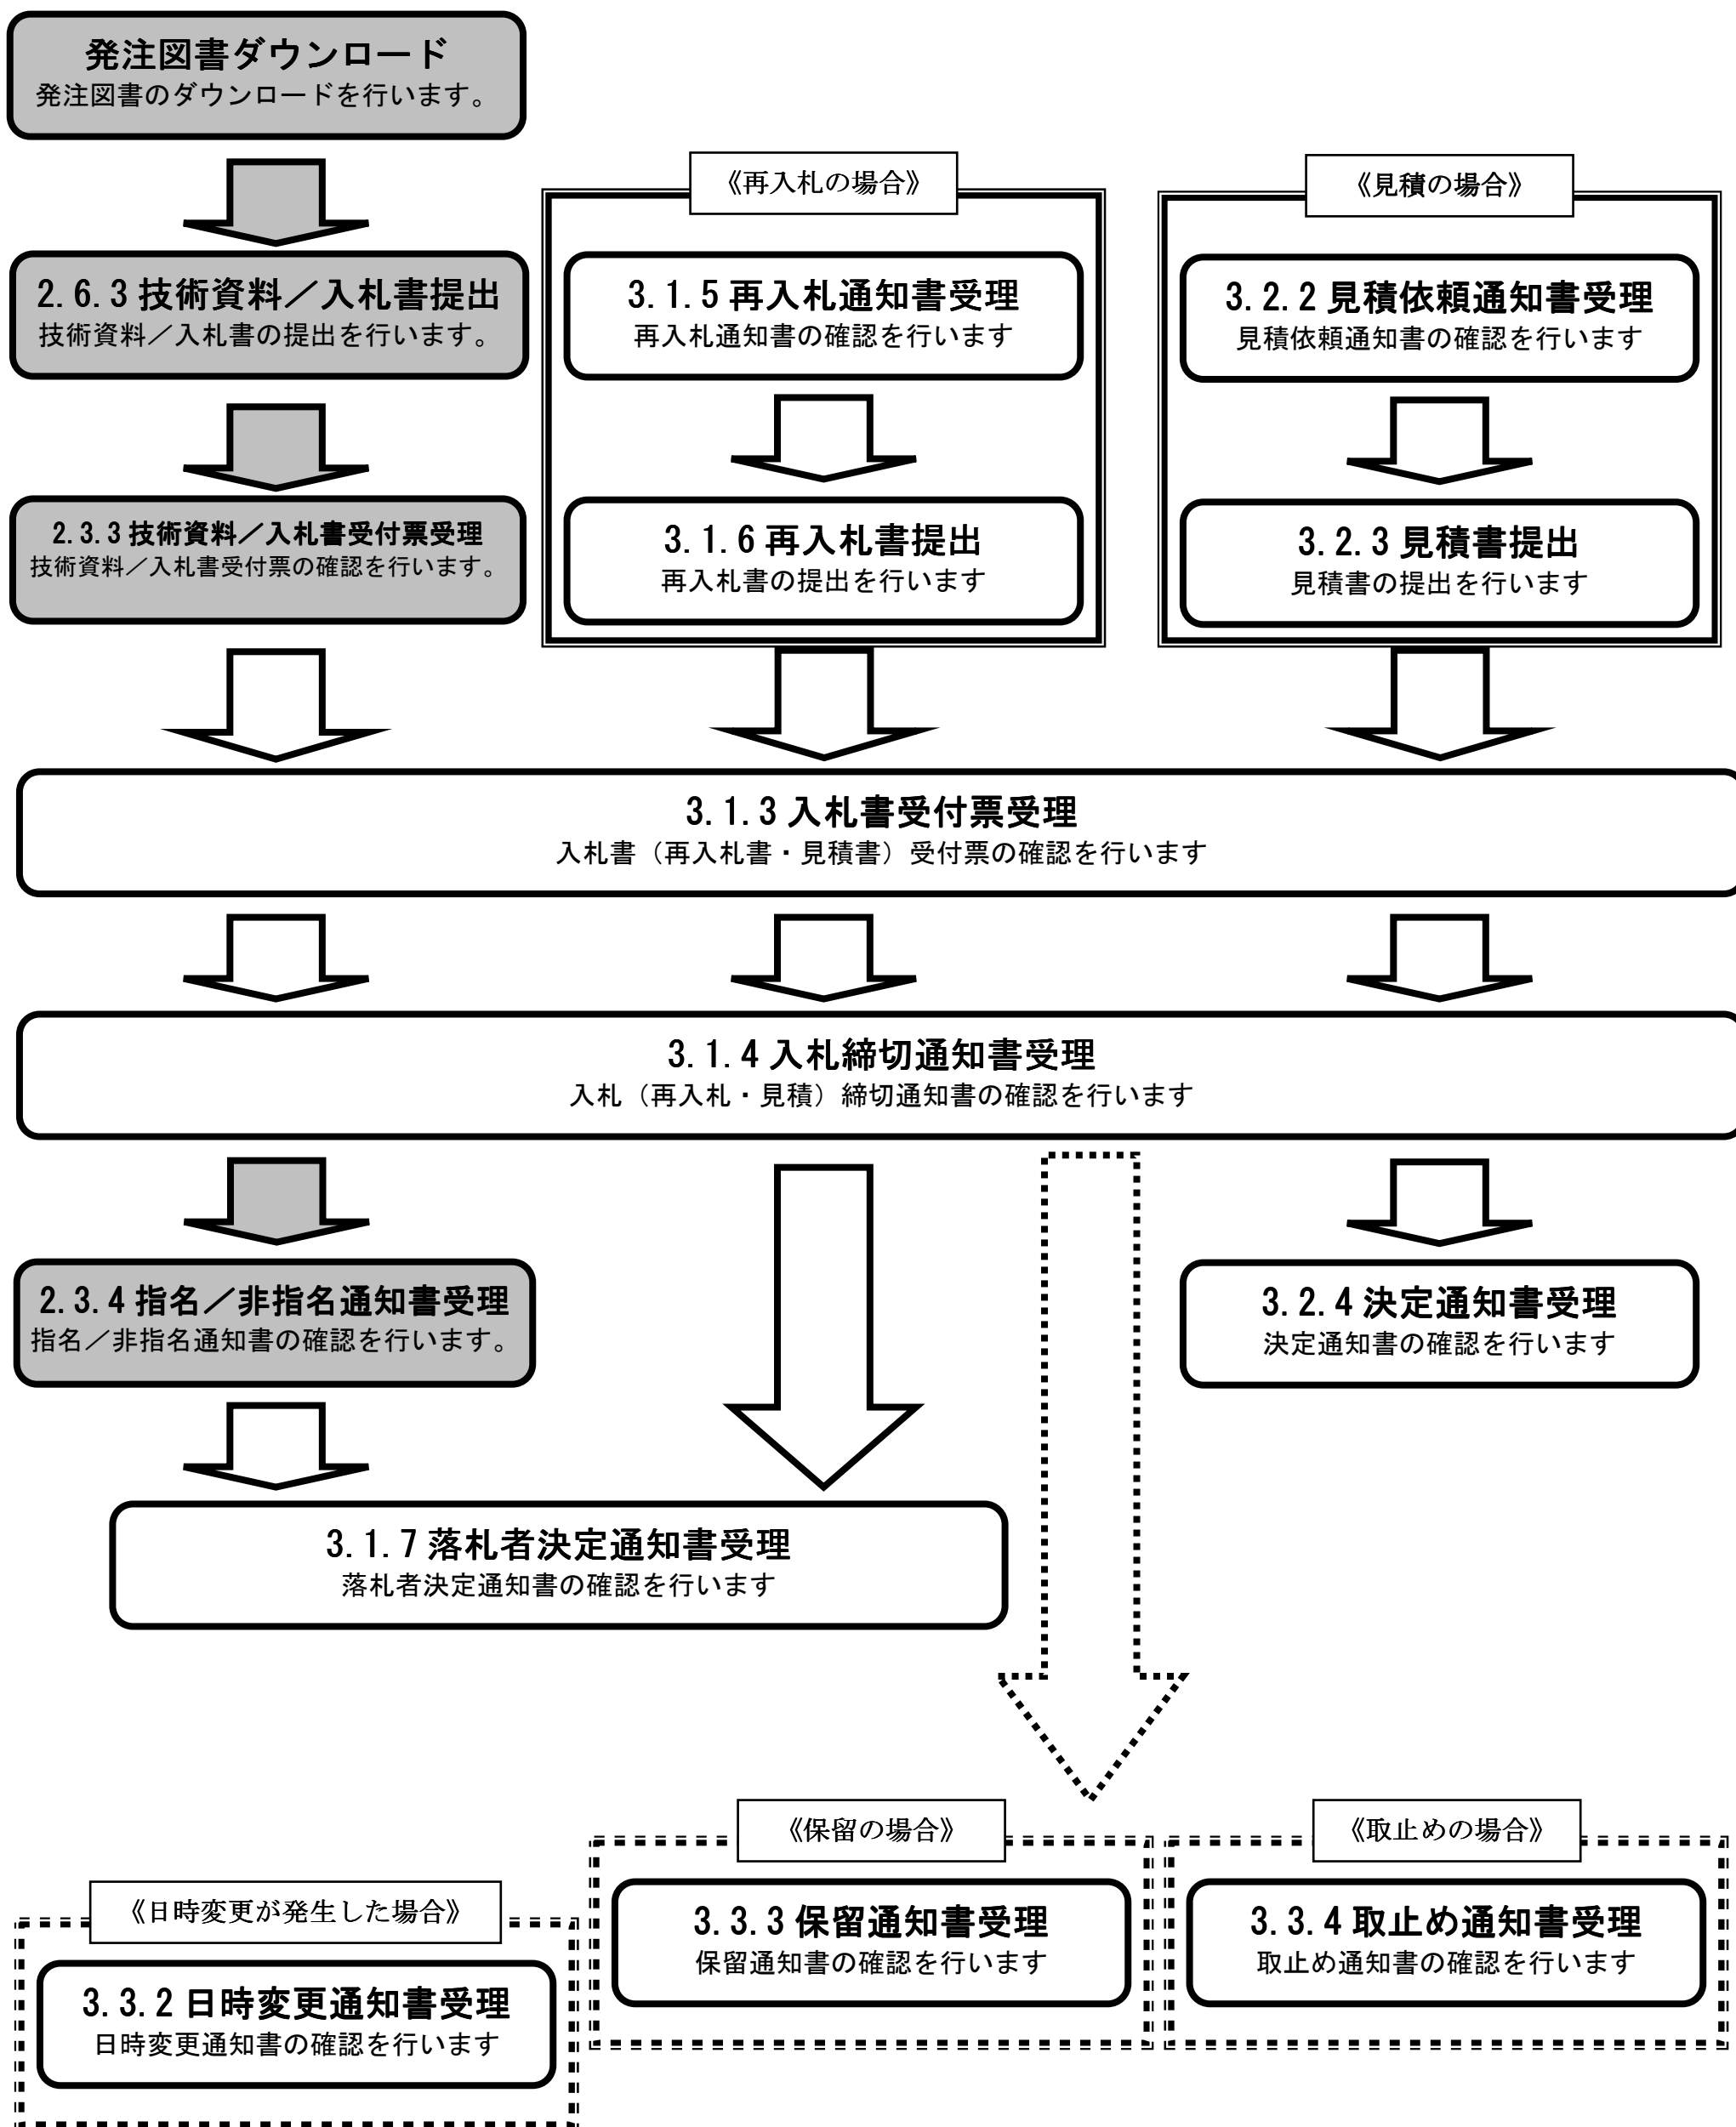 発注図書ダウンロード
発注図書のダウンロードを行います。
2.6.3 技術資料／入札書提出
技術資料／入札書の提出を行います。
2.3.3 技術資料／入札書受付票受理
技術資料／入札書受付票の確認を行います。
《再入札の場合》
3.1.5 再入札通知書受理
再入札通知書の確認を行います
3.1.6 再入札書提出
再入札書の提出を行います
《見積の場合》
3.2.2 見積依頼通知書受理
見積依頼通知書の確認を行います
3.2.3 見積書提出
見積書の提出を行います
3.1.3 入札書受付票受理
入札書（再入札書・見積書）受付票の確認を行います
3.1.4 入札締切通知書受理
入札（再入札・見積）締切通知書の確認を行います
2.3.4 指名／非指名通知書受理
指名／非指名通知書の確認を行います。
3.2.4 決定通知書受理
決定通知書の確認を行います
3.1.7 落札者決定通知書受理
落札者決定通知書の確認を行います
《日時変更が発生した場合》
3.3.2 日時変更通知書受理
日時変更通知書の確認を行います
《保留の場合》
3.3.3 保留通知書受理
保留通知書の確認を行います
《取止めの場合》
3.3.4 取止め通知書受理
取止め通知書の確認を行います